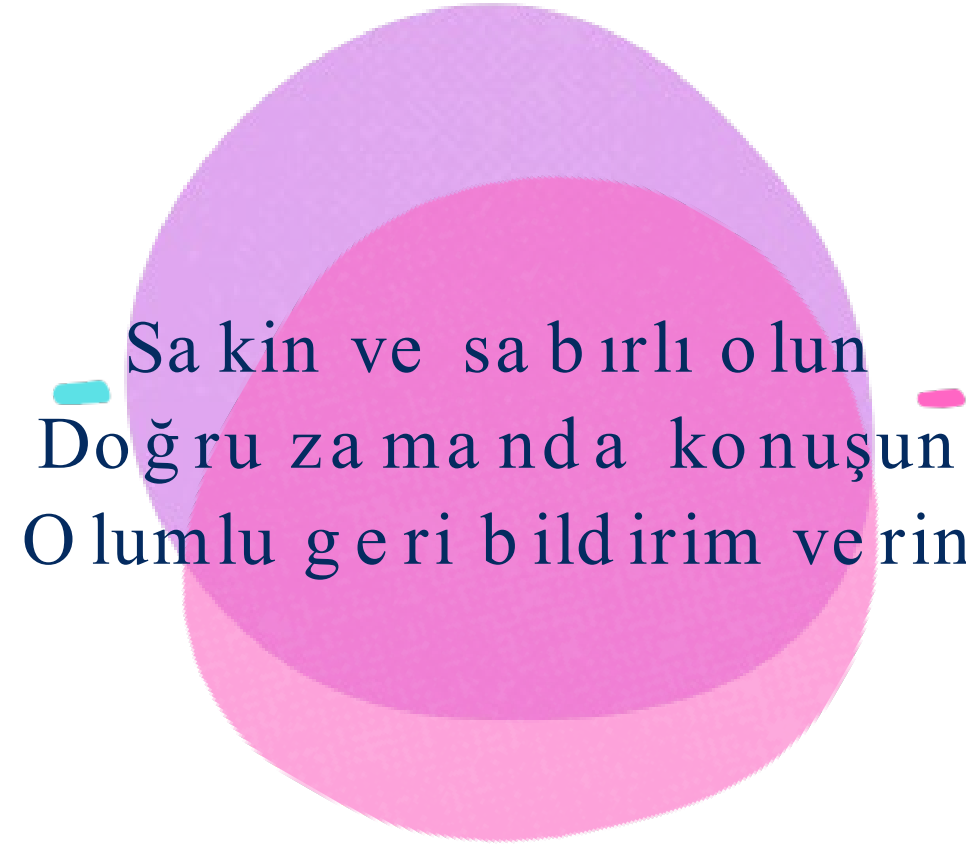 Sakin ve sabırlı olun
Doğru zamanda konuşun
Olumlu geri bildirim verin